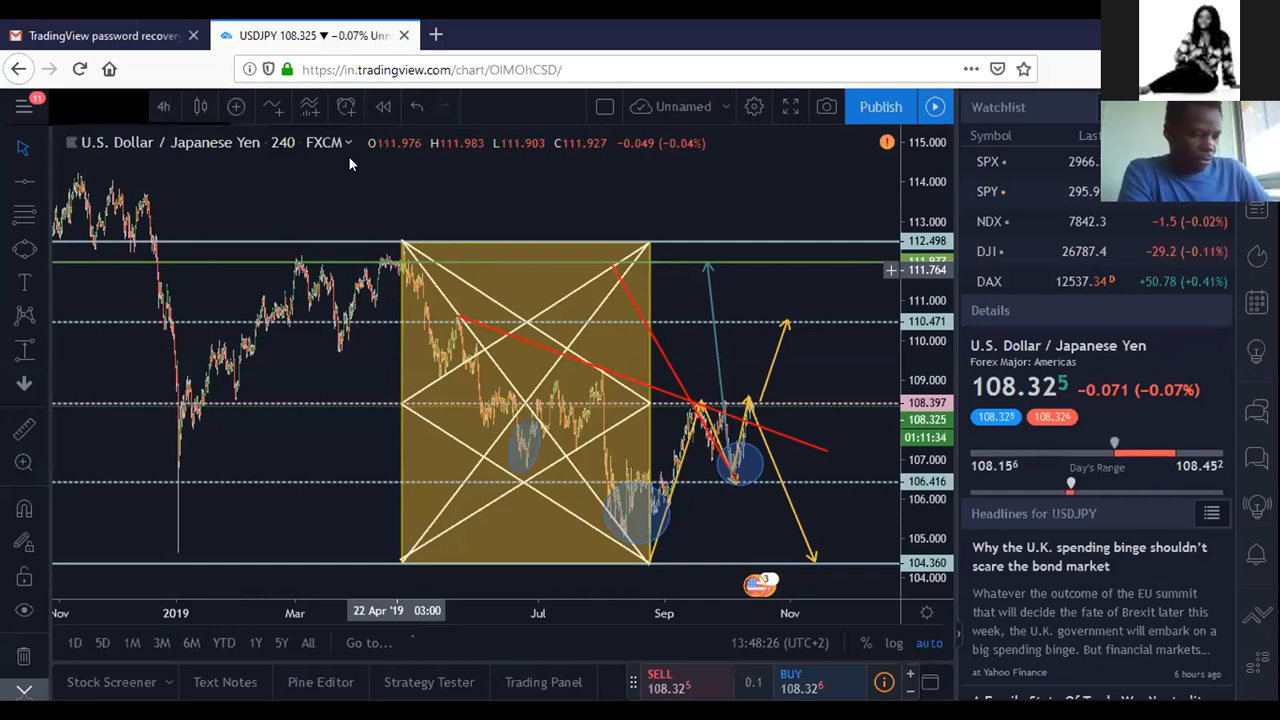 TradingView password recovery
USDJPY 108.325 ▼ −0.07% Unn
https://in.tradingview.com/chart/OIMOhCSD/
11
4h
Unnamed
Publish
Watchlist
U.S. Dollar / Japanese Yen · 240 · FXCM
O111.976 H111.983 L111.903 C111.927 −0.049 (−0.04%)
115.000
114.000
113.000
112.498
111.977
111.764
111.000
110.471
110.000
109.000
108.397
108.325
01:11:34
107.000
106.416
106.000
105.000
104.360
104.000
Symbol
SPX 2966.
SPY 295.9
NDX 7842.3 −1.5 (−0.02%)
DJI 26787.4 −29.2 (−0.11%)
DAX 12537.34 D +50.78 (+0.41%)
Details
U.S. Dollar / Japanese Yen
Forex Major: Americas
108.325 −0.071 (−0.07%)
108.325 108.326
108.156 Day's Range 108.452
Headlines for USDJPY
Why the U.K. spending binge shouldn't
scare the bond market
Whatever the outcome of the EU summit
that will decide the fate of Brexit later this
week, the U.K. government will embark on
a big spending binge. But financial markets...
at Yahoo Finance 6 hours ago
3
Nov 2019 Mar 22 Apr '19 03:00 Jul Sep Nov
1D 5D 1M 3M 6M YTD 1Y 5Y All Go to...
13:48:26 (UTC+2) % log auto
Stock Screener Text Notes Pine Editor Strategy Tester Trading Panel
SELL
108.325
0.1
BUY
108.326